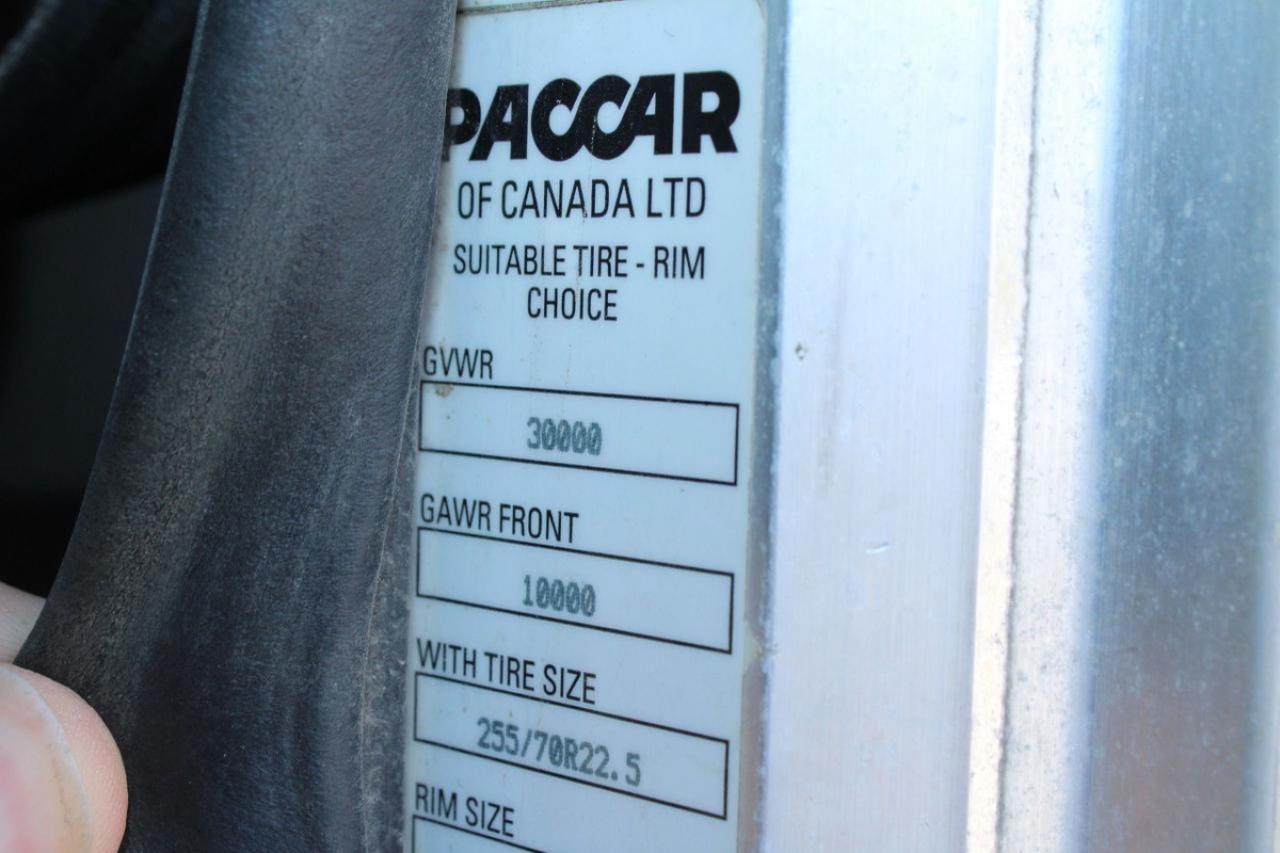 PACCAR
OF CANADA LTD
SUITABLE TIRE - RIM
CHOICE
GVWR
30000
GAWR FRONT
10000
WITH TIRE SIZE
255/70R22.5
RIM SIZE